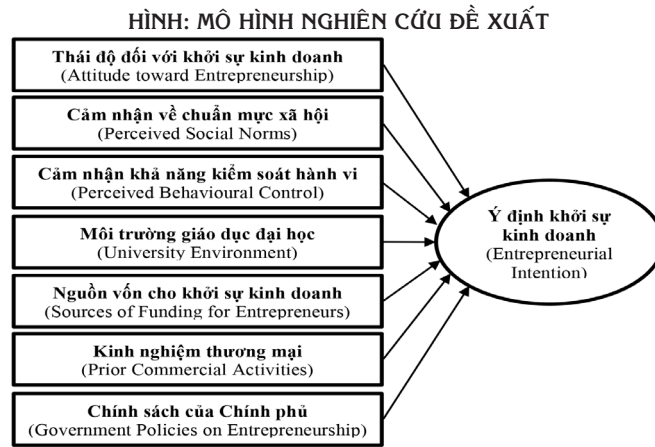 HÌNH: MÔ HÌNH NGHIÊN CỨU ĐỀ XUẤT
Thái độ đối với khởi sự kinh doanh
(Attitude toward Entrepreneurship)
Cảm nhận về chuẩn mực xã hội
(Perceived Social Norms)
Cảm nhận khả năng kiểm soát hành vi
(Perceived Behavioural Control)
Môi trường giáo dục đại học
(University Environment)
Nguồn vốn cho khởi sự kinh doanh
(Sources of Funding for Entrepreneurs)
Kinh nghiệm thương mại
(Prior Commercial Activities)
Chính sách của Chính phủ
(Government Policies on Entrepreneurship)
Ý định khởi sự
kinh doanh
(Entrepreneurial
Intention)